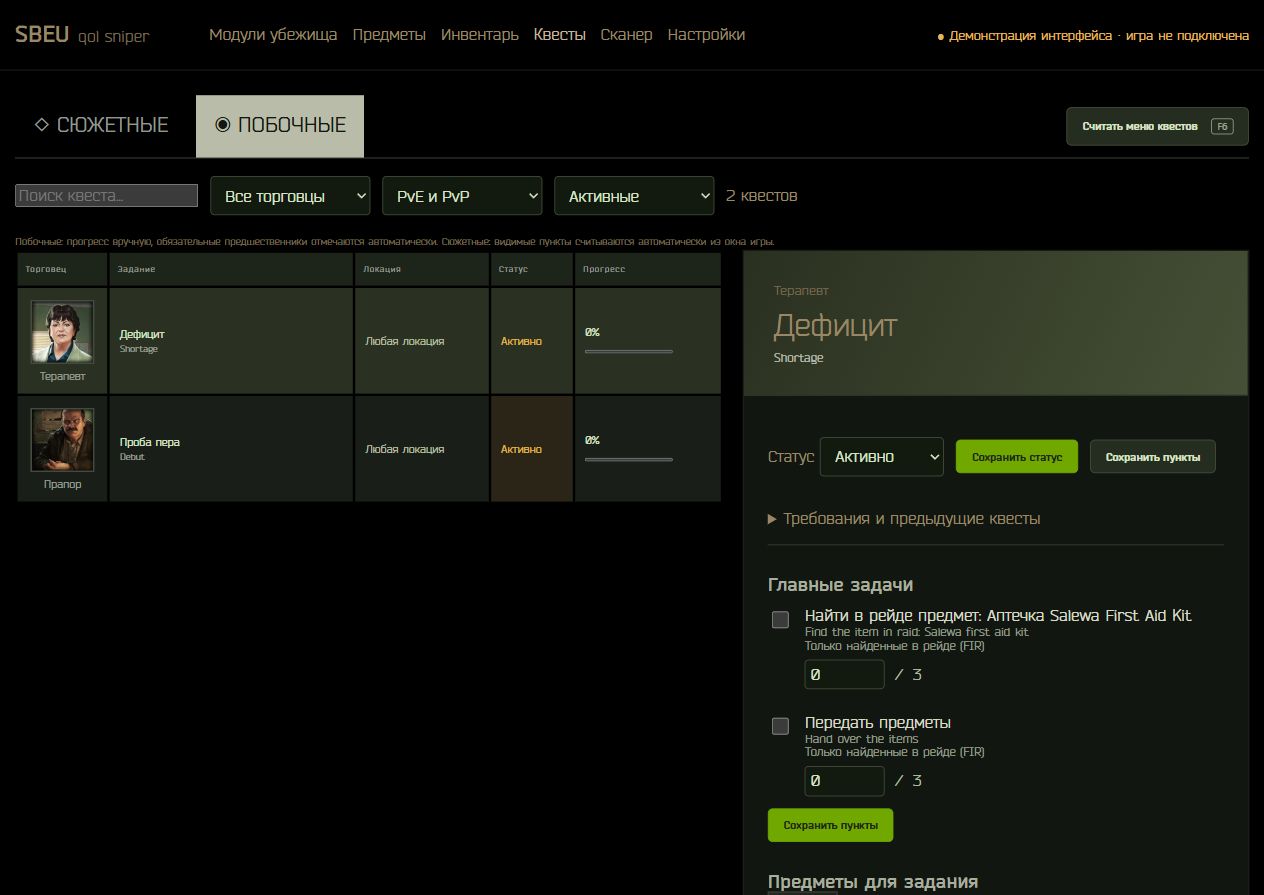 SBEU qol sniper Модули убежища Предметы Инвентарь Квесты Сканер Настройки Демонстрация интерфейса · игра не подключена
СЮЖЕТНЫЕ ПОБОЧНЫЕ Считать меню квестов F6
Поиск квеста... Все торговцы PvE и PvP Активные 2 квестов
Побочные: прогресс вручную, обязательные предшественники отмечаются автоматически. Сюжетные: видимые пункты считываются автоматически из окна игры.
Торговец Задание Локация Статус Прогресс
Дефицит
Shortage
Любая локация
Активно
0%
Терапевт
Проба пера
Debut
Любая локация
Активно
0%
Прапор
Терапевт
Дефицит
Shortage
Статус Активно Сохранить статус Сохранить пункты
Требования и предыдущие квесты
Главные задачи
Найти в рейде предмет: Аптечка Salewa First Aid Kit
Find the item in raid: Salewa first aid kit
Только найденные в рейде (FIR)
0 / 3
Передать предметы
Hand over the items
Только найденные в рейде (FIR)
0 / 3
Сохранить пункты
Предметы для задания